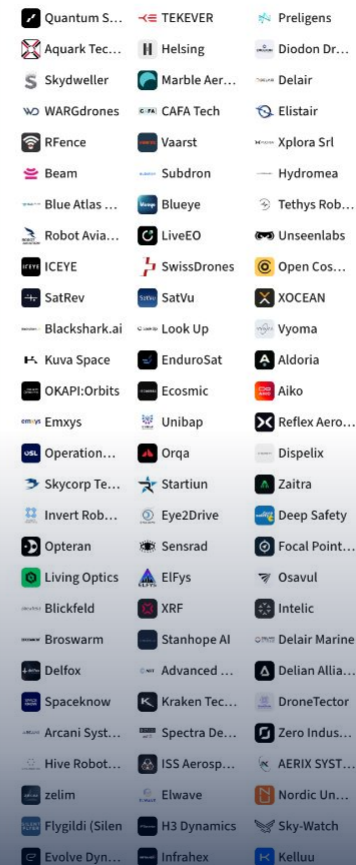 Quantum S... TEKEVER Preligens
Aquark Tec... Helsing Diodon Dr...
Skydweller Marble Aer... Delair
WARGdrones CAFA Tech Elistair
RFence Vaarst Xplora Srl
Beam Subdron Hydromea
Blue Atlas ... Blueye Tethys Rob...
Robot Avia... LiveEO Unseenlabs
ICEYE SwissDrones Open Cos...
SatRev SatVu XOCEAN
Blackshark.ai Look Up Vyoma
Kuva Space EnduroSat Aldoria
OKAPI:Orbits Ecosmic Aiko
Emxys Unibap Reflex Aero...
Operation... Orqa Dispelix
Skycorp Te... Startiun Zaitra
Invert Rob... Eye2Drive Deep Safety
Opteran Sensrad Focal Point...
Living Optics ElFys Osavul
Blickfeld XRF Intelic
Broswarm Stanhope AI Delair Marine
Delfox Advanced ... Delian Allia...
Spaceknow Kraken Tec... DroneTector
Arcani Syst... Spectra De... Zero Indus...
Hive Robot... ISS Aerosp... AERIX SYST...
zelim Elwave Nordic Un...
Flygildi (Silen H3 Dynamics Sky-Watch
Evolve Dyn... Infrahex Kelluu